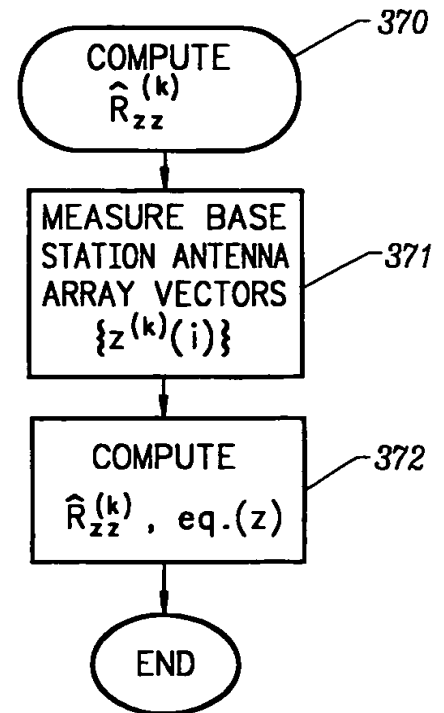 370
COMPUTE
R̂zz^(k)
MEASURE BASE
STATION ANTENNA
ARRAY VECTORS
{z^(k)(i)}
371
COMPUTE
R̂zz^(k), eq.(z)
372
END